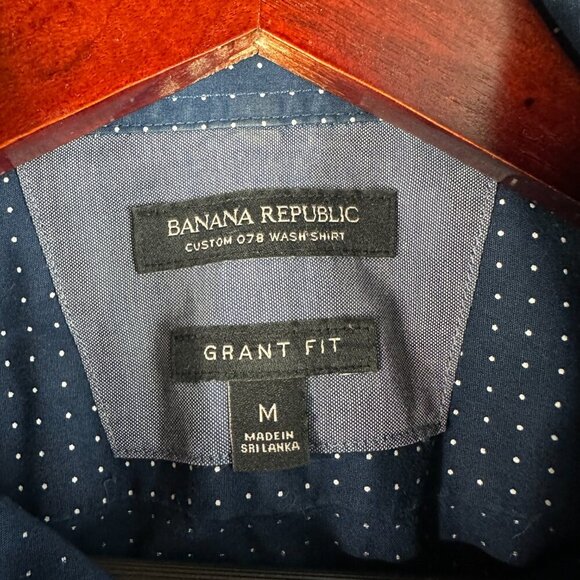 BANANA REPUBLIC
CUSTOM 078 WASH SHIRT
GRANT FIT
M
MADE IN
SRI LANKA